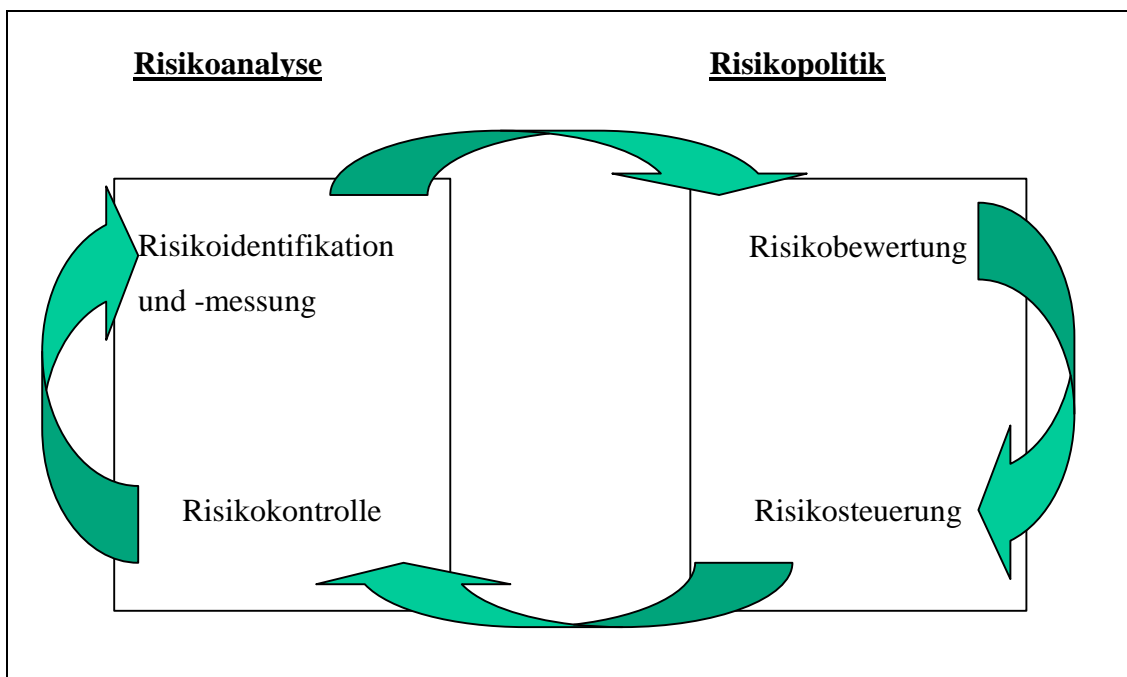 Risikoanalyse
Risikopolitik
Risikoidentifikation
und -messung
Risikobewertung
Risikokontrolle
Risikosteuerung